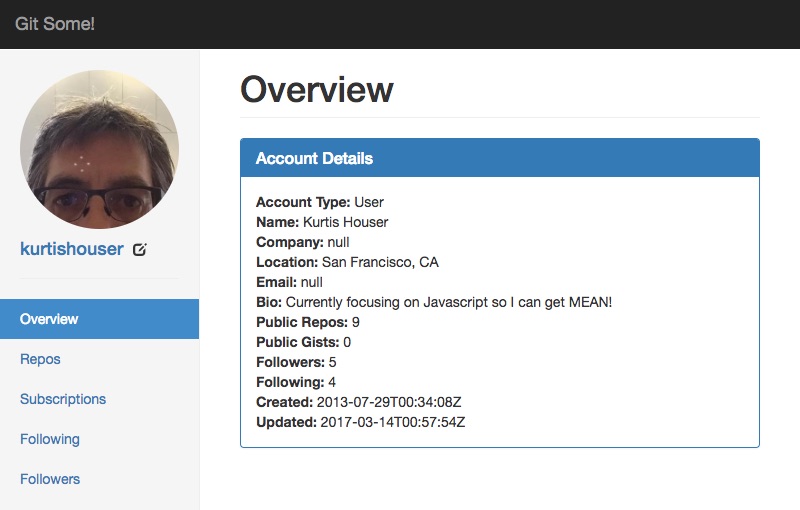 Git Some!
kurtishouser
Overview
Repos
Subscriptions
Following
Followers
Overview
Account Details
Account Type: User
Name: Kurtis Houser
Company: null
Location: San Francisco, CA
Email: null
Bio: Currently focusing on Javascript so I can get MEAN!
Public Repos: 9
Public Gists: 0
Followers: 5
Following: 4
Created: 2013-07-29T00:34:08Z
Updated: 2017-03-14T00:57:54Z